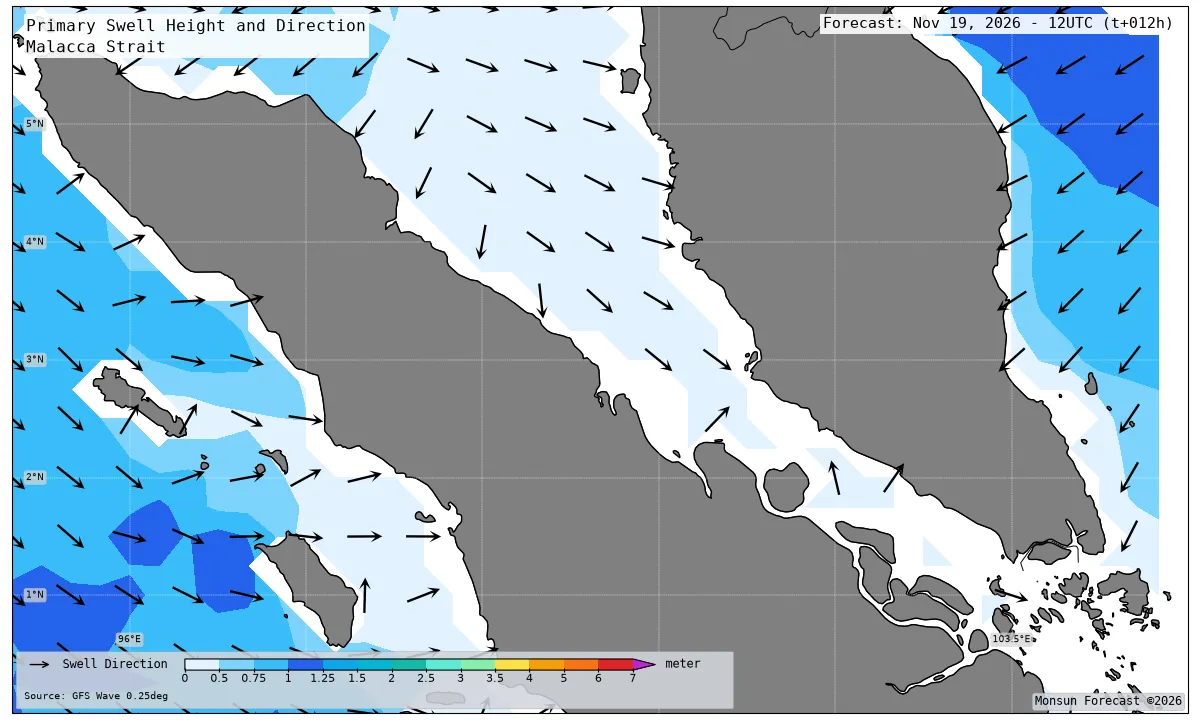 Primary Swell Height and Direction
Malacca Strait
Forecast: Nov 19, 2026 - 12UTC (t+012h)
5°N
4°N
3°N
2°N
1°N
96°E
103.5°E
Swell Direction
meter
0 0.5 0.75 1 1.25 1.5 2 2.5 3 3.5 4 5 6 7
Source: GFS Wave 0.25deg
Monsun Forecast ©2026